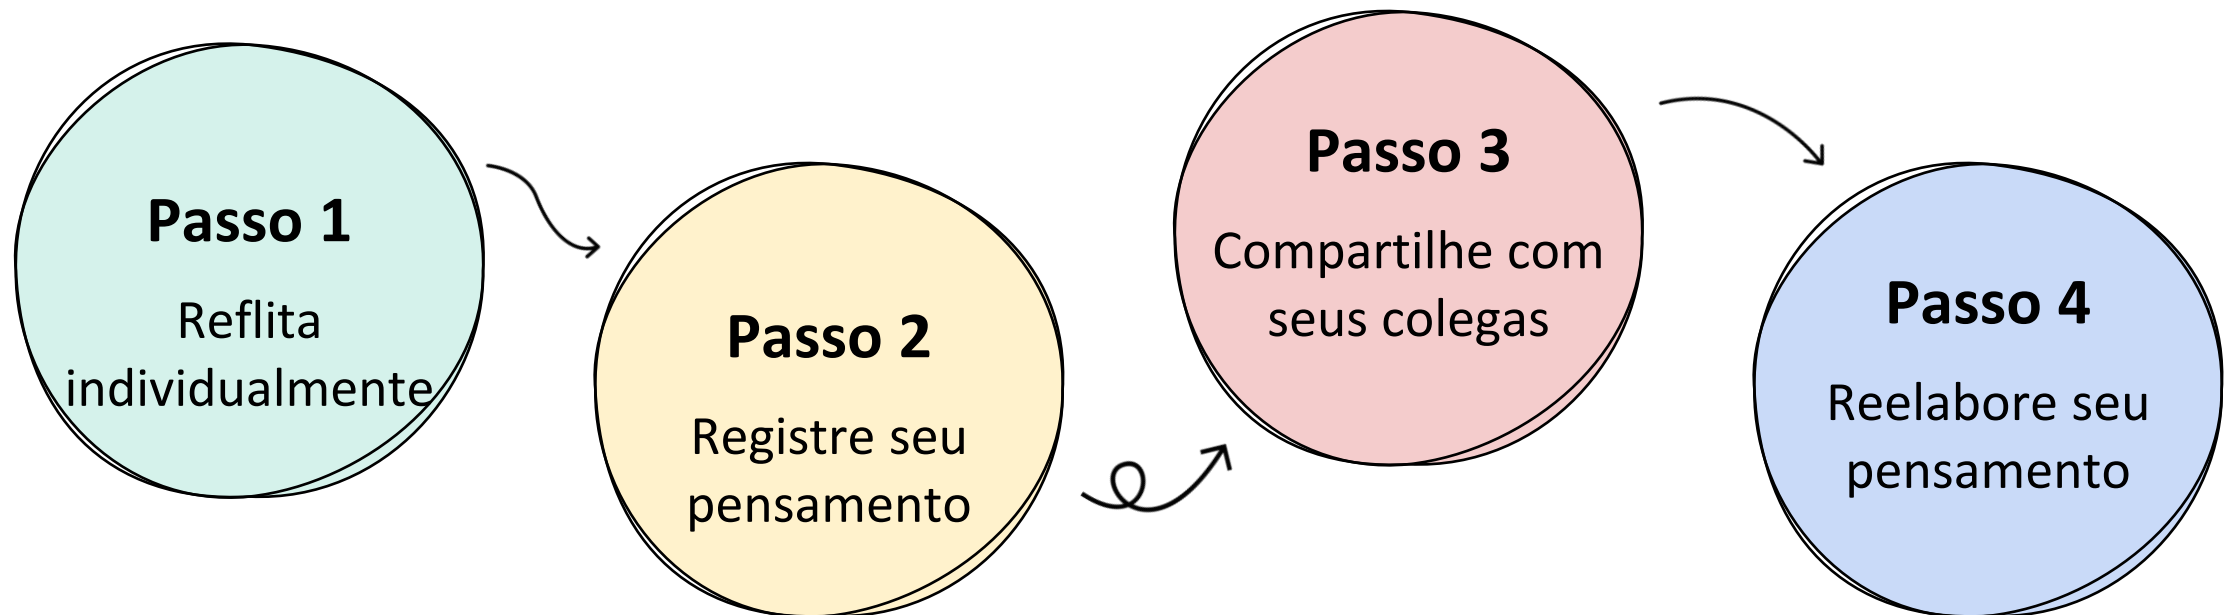 Passo 1
Reflita
individualmente
Passo 2
Registre seu
pensamento
Passo 3
Compartilhe com
seus colegas
Passo 4
Reelabore seu
pensamento